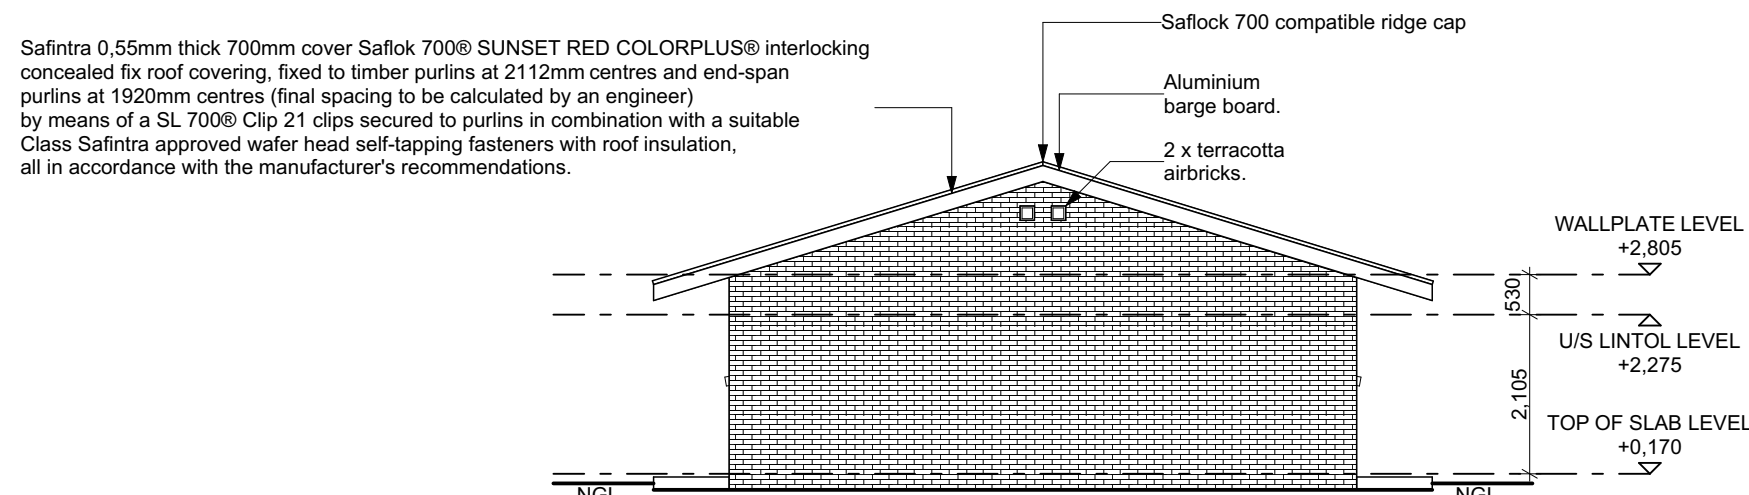 Saflock 700 compatible ridge cap
Safintra 0,55mm thick 700mm cover Saflok 700® SUNSET RED COLORPLUS® interlocking
concealed fix roof covering, fixed to timber purlins at 2112mm centres and end-span
purlins at 1920mm centres (final spacing to be calculated by an engineer)
by means of a SL 700® Clip 21 clips secured to purlins in combination with a suitable
Class Safintra approved wafer head self-tapping fasteners with roof insulation,
all in accordance with the manufacturer's recommendations.
Aluminium
barge board.
2 x terracotta
airbricks.
WALLPLATE LEVEL
+2,805
530
U/S LINTOL LEVEL
+2,275
2,105
TOP OF SLAB LEVEL
+0,170
NGL
NGL